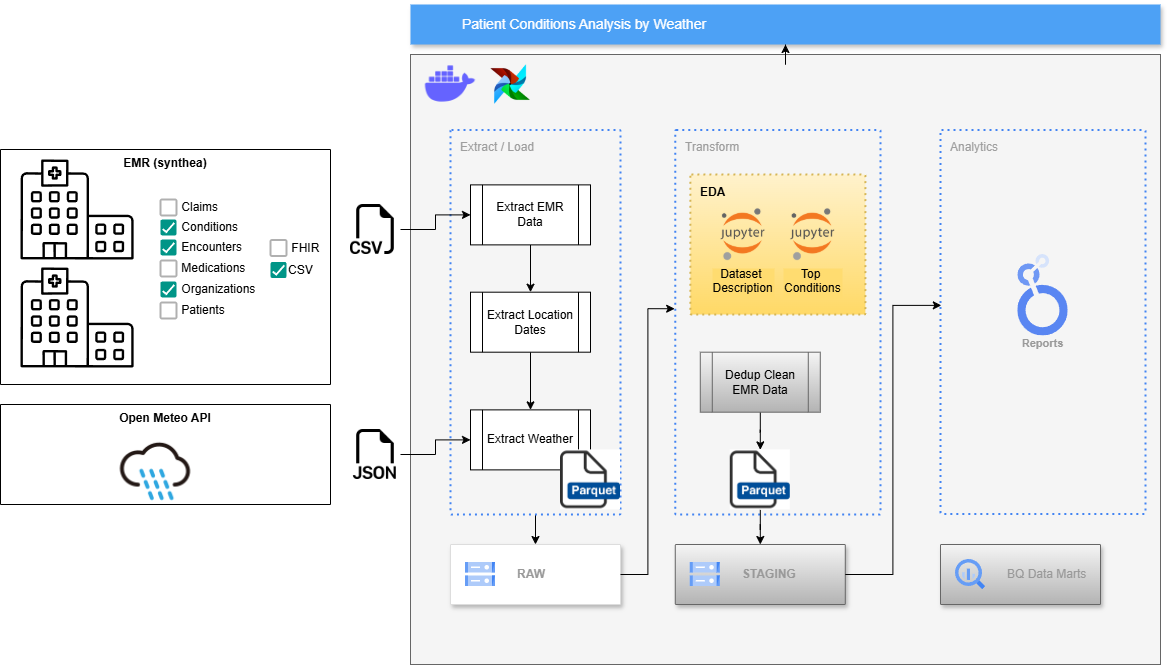 Patient Conditions Analysis by Weather
EMR (synthea)
Claims
Conditions
Encounters
Medications
Organizations
Patients
FHIR
CSV
Open Meteo API
CSV
JSON
Extract / Load
Extract EMR
Data
Extract Location
Dates
Extract Weather
Parquet
RAW
Transform
EDA
jupyter
Dataset
Description
jupyter
Top
Conditions
Dedup Clean
EMR Data
Parquet
STAGING
Analytics
Reports
BQ Data Marts